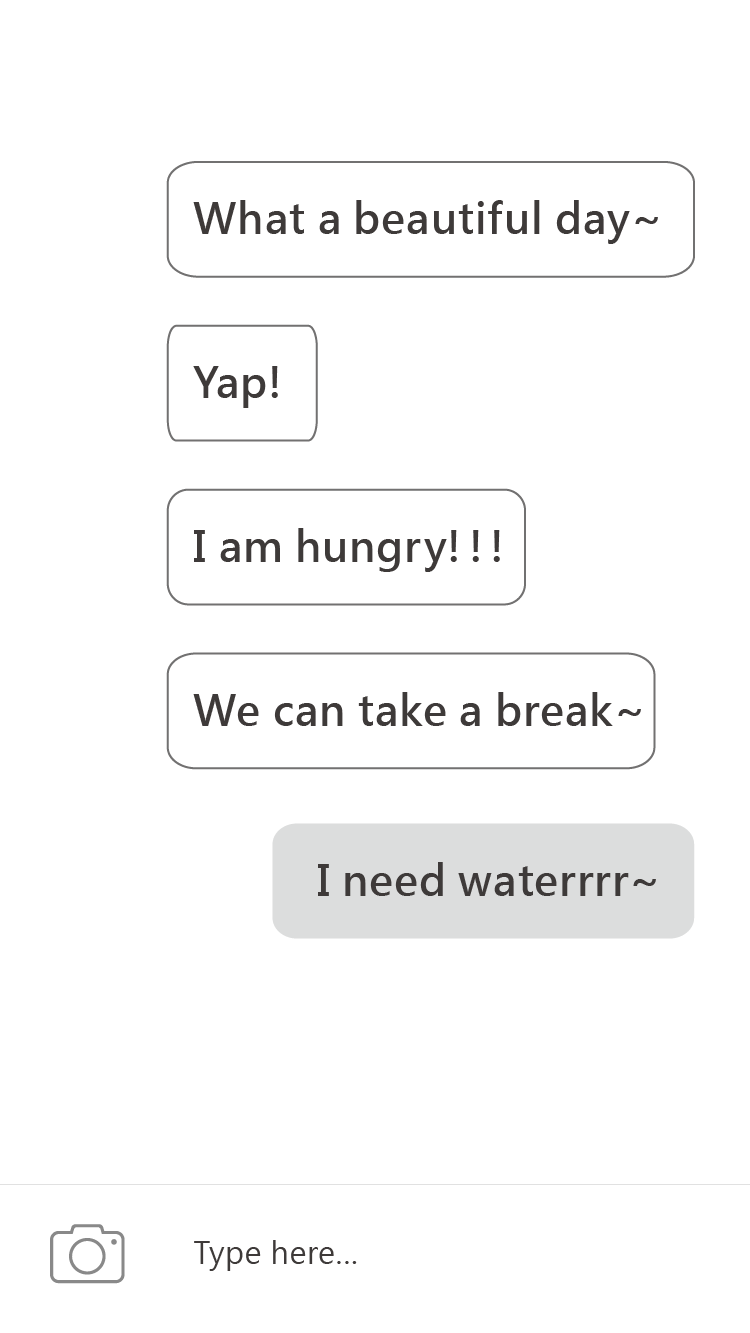 What a beautiful day~
Yap!
I am hungry!!!
We can take a break~
I need waterrrr~
Type here...